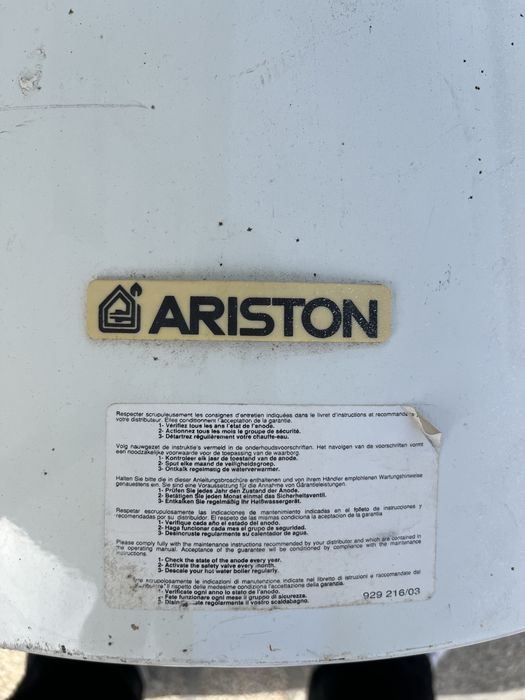 ARISTON
Respecter scrupuleusement les consignes d'entretien indiquées dans le livret d'instructions et recommandé
votre distributeur. Elles conditionnent l'acceptation de la garantie.
1- Vérifiez tous les ans l'état de l'anode.
2- Actionnez tous les mois le groupe de sécurité.
3- Détartrez régulièrement votre chauffe-eau.
Volg nauwgezet de instruktie's vermeld in de onderhoudsvoorschriften. Het navolgen van de voorschriften vormt
een noodzakelijke voorwaarde voor de toepassing van de waarborg.
1- Kontroleer elk jaar de toestand van de anode.
2- Spui elke maand de veiligheidsgroep.
3- Ontkalk regelmatig de waterverwarmer.
Halten Sie bitte die in dieser Anleitungsbroschüre enthaltenen und von Ihrem Händler empfohlenen Wartungshinweise
genauestens ein. Sie sind eine Voraussetzung für die Annahme von Garantieleistungen.
1- Prüfen Sie jedes Jahr den Zustand der Anode.
2- Betätigen Sie jeden Monat einmal das Sicherheitsventil.
3- Entkalken Sie regelmäßig Ihr Heißwassergerät.
Respetar escrupulosamente las indicaciones de mantenimiento indicadas en el folleto de instrucciones y
recomendadas por su distribuidor. El respeto de las mismas condiciona la aceptacion de la garantía
1- Verifique cada año el estado del anodo.
2- Haga funcionar cada mes el grupo de seguridad.
3- Desincruste regularmente su calentador de agua.
Please comply fully with the maintenance instructions recommended by your distributor and which are contained in
the operating manual. Acceptance of the guarantee will be conditioned by compliance with the maintenance
instructions.
1- Check the state of the anode every year.
2- Activate the safety valve every month.
3- Descale your hot water boiler regularly.
scrupolosamente le indicazioni di manutenzione indicate nel libretto di istruzioni e raccomandate dal
Il rispetto delle medesime condiziona l'accettazione della garanzia.
1- Verificate ogni anno lo stato dell'anodo.
2- Fate funzionare ogni mese il gruppo di sicurezza.
3- regolarmente il vostro scaldabagno.
929 216/03